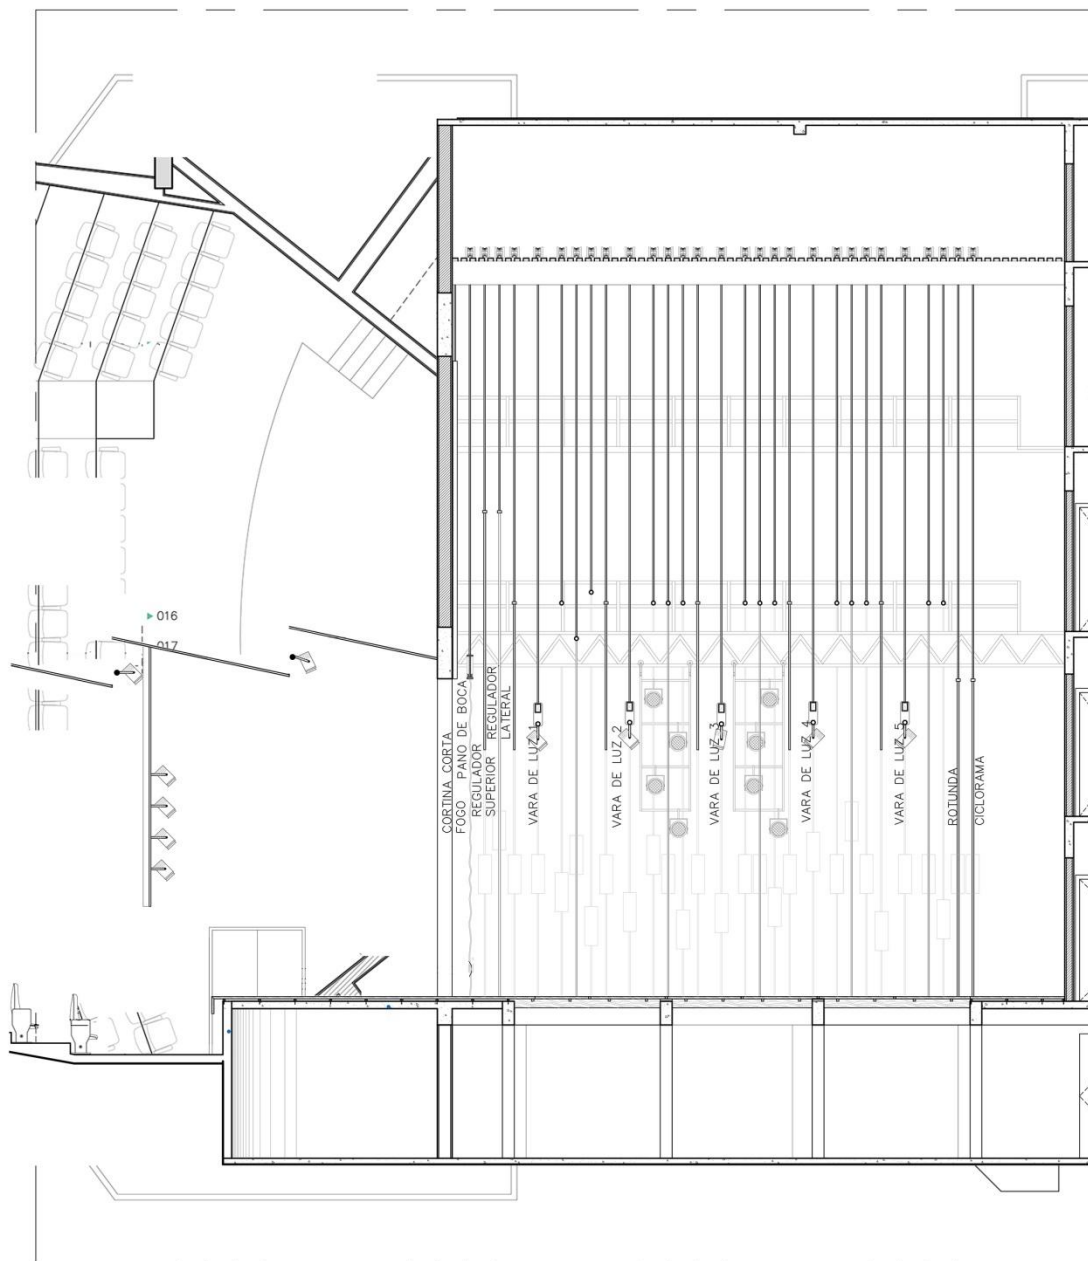 016
017
CORTINA CORTA
FOGO PANO DE BOCA
REGULADOR
SUPERIOR REGULADOR
LATERAL
VARA DE LUZ 1
VARA DE LUZ 2
VARA DE LUZ 3
VARA DE LUZ 4
VARA DE LUZ 5
ROTUNDA
CICLORAMA